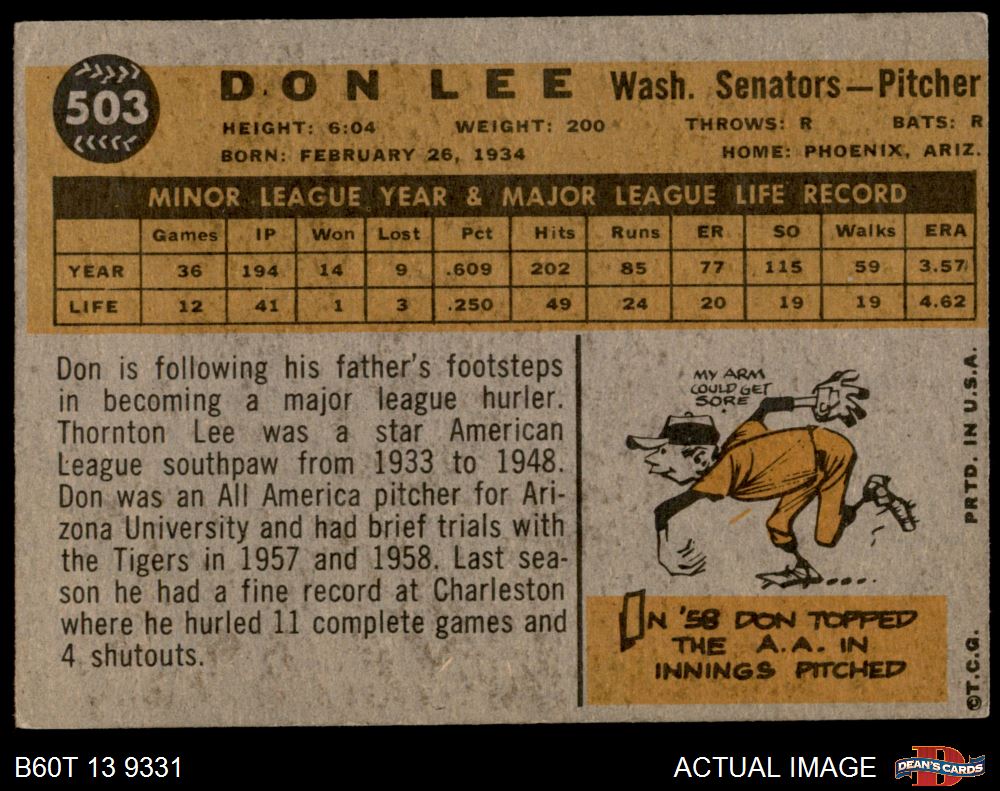 503
DON LEE Wash. Senators—Pitcher
HEIGHT: 6:04 WEIGHT: 200 THROWS: R BATS: R
BORN: FEBRUARY 26, 1934 HOME: PHOENIX, ARIZ.
MINOR LEAGUE YEAR & MAJOR LEAGUE LIFE RECORD
Games IP Won Lost Pct Hits Runs ER SO Walks ERA
YEAR 36 194 14 9 .609 202 85 77 115 59 3.57
LIFE 12 41 1 3 .250 49 24 20 19 19 4.62
Don is following his father's footsteps
in becoming a major league hurler.
Thornton Lee was a star American
League southpaw from 1933 to 1948.
Don was an All America pitcher for Ari-
zona University and had brief trials with
the Tigers in 1957 and 1958. Last sea-
son he had a fine record at Charleston
where he hurled 11 complete games and
4 shutouts.
MY ARM
COULD GET
SORE
IN '58 DON TOPPED
THE A.A. IN
INNINGS PITCHED
©T.C.G. PRTD. IN U.S.A.
B60T 13 9331 ACTUAL IMAGE
DEAN'S CARDS